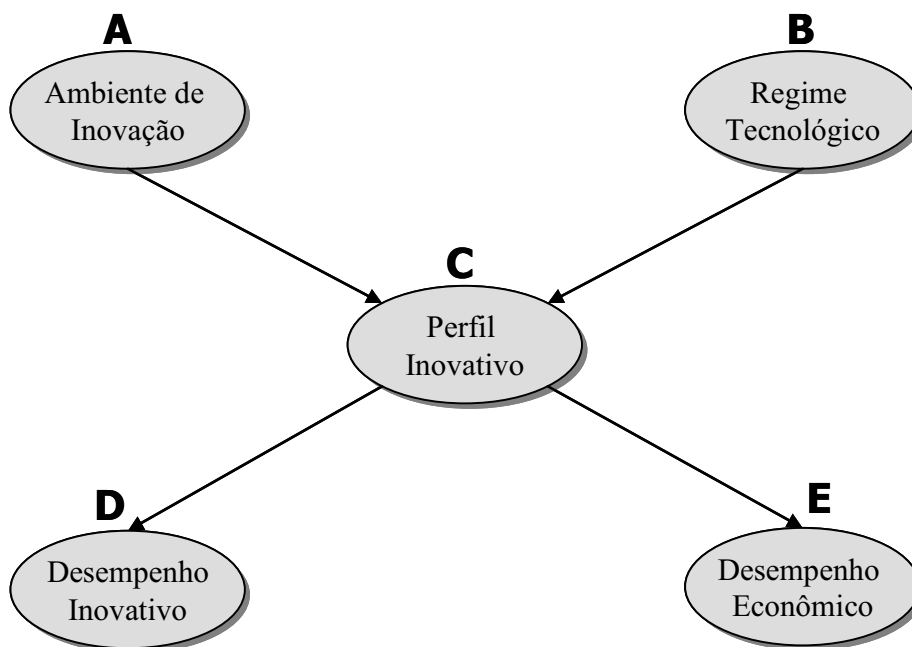 A
Ambiente de
Inovação
B
Regime
Tecnológico
C
Perfil
Inovativo
D
Desempenho
Inovativo
E
Desempenho
Econômico